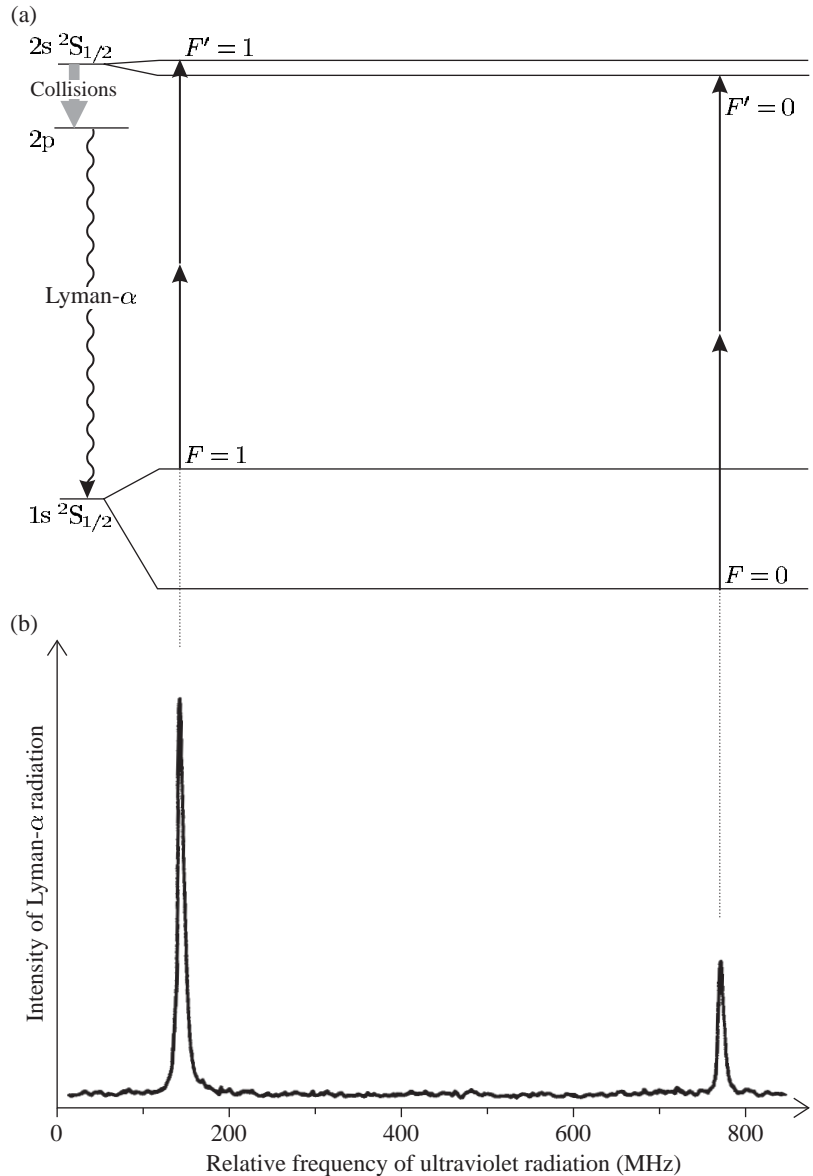 (a)
2s ²S₁/₂
F′ = 1
Collisions
F′ = 0
2p
Lyman-α
F = 1
1s ²S₁/₂
F = 0
(b)
Intensity of Lyman-α radiation
0 200 400 600 800
Relative frequency of ultraviolet radiation (MHz)